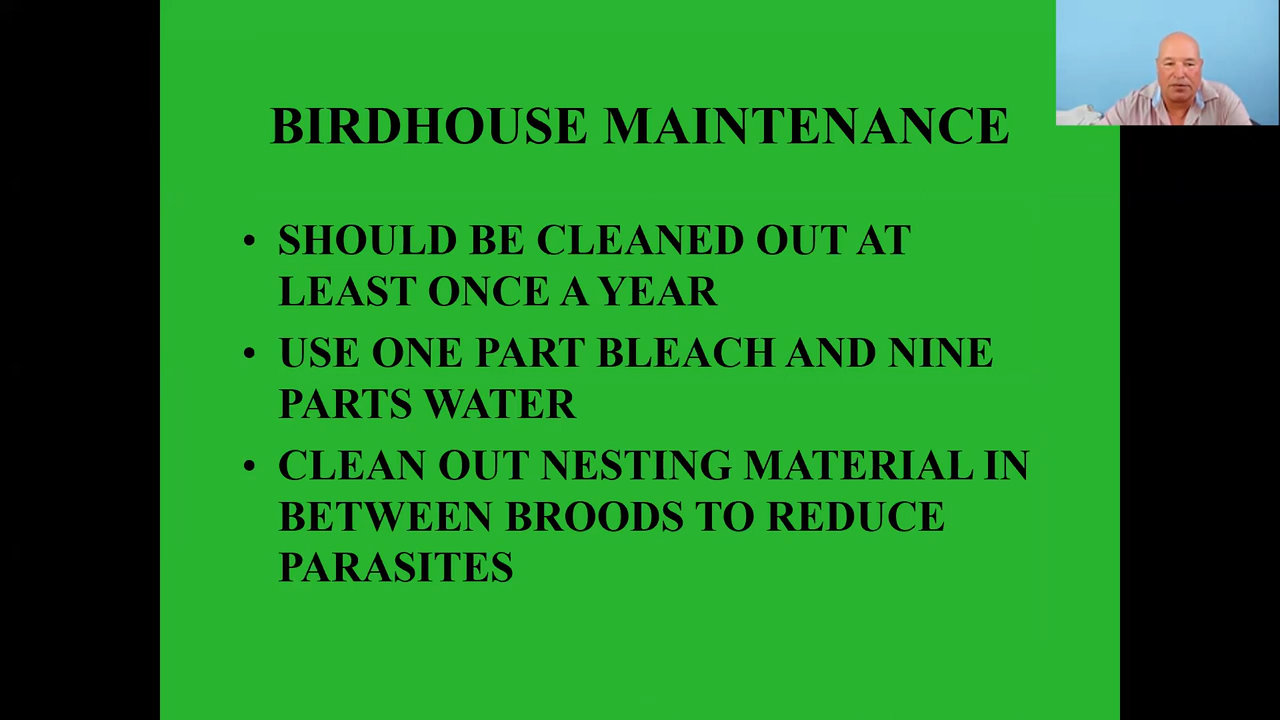 BIRDHOUSE MAINTENANCE
• SHOULD BE CLEANED OUT AT
LEAST ONCE A YEAR
• USE ONE PART BLEACH AND NINE
PARTS WATER
• CLEAN OUT NESTING MATERIAL IN
BETWEEN BROODS TO REDUCE
PARASITES